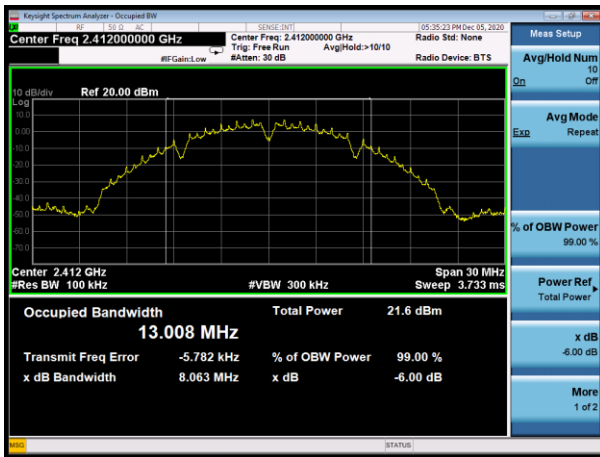 Keysight Spectrum Analyzer - Occupied BW
RF 50 Ω AC SENSE:INT 05:35:23 PM Dec 05, 2020
Center Freq 2.412000000 GHz
Center Freq: 2.412000000 GHz Radio Std: None
Trig: Free Run Avg|Hold:>10/10
#IFGain:Low #Atten: 30 dB Radio Device: BTS
10 dB/div Ref 20.00 dBm
Log
10.0
0.00
-10.0
-20.0
-30.0
-40.0
-50.0
-60.0
-70.0
Center 2.412 GHz Span 30 MHz
#Res BW 100 kHz #VBW 300 kHz Sweep 3.733 ms
Occupied Bandwidth Total Power 21.6 dBm
13.008 MHz
Transmit Freq Error -5.782 kHz % of OBW Power 99.00 %
x dB Bandwidth 8.063 MHz x dB -6.00 dB
MSG STATUS
Meas Setup
Avg/Hold Num
10
On Off
Avg Mode
Exp Repeat
% of OBW Power
99.00 %
Power Ref
Total Power
x dB
-6.00 dB
More
1 of 2